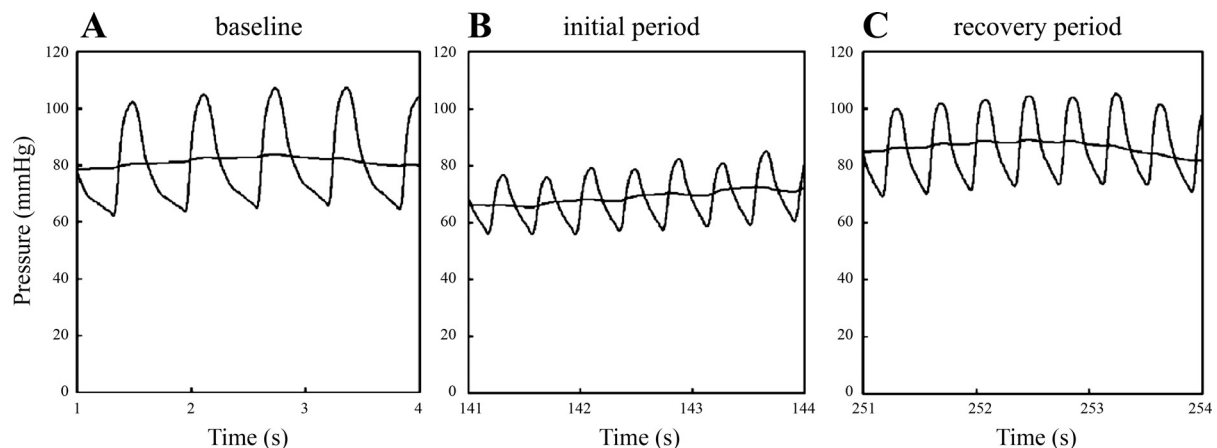 A baseline
B initial period
C recovery period
Pressure (mmHg)
120
100
80
60
40
20
0
1 2 3 4
Time (s)
120
100
80
60
40
20
0
141 142 143 144
Time (s)
120
100
80
60
40
20
0
251 252 253 254
Time (s)